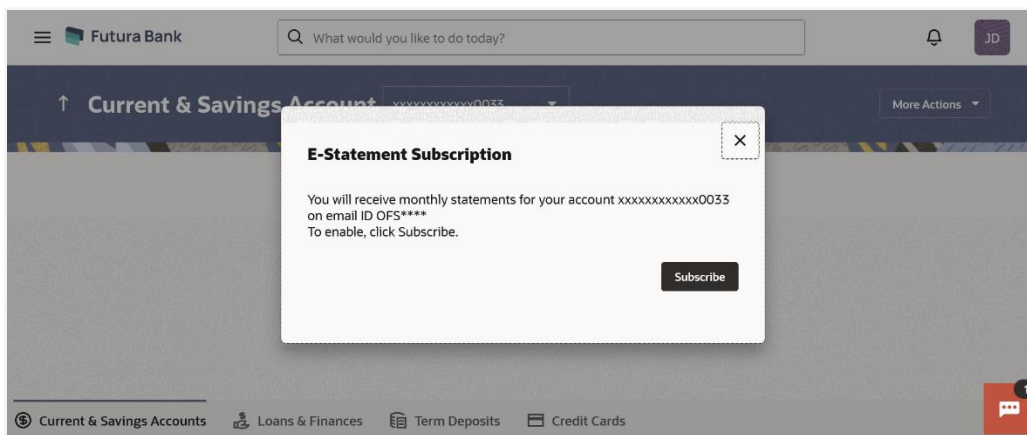 Futura Bank
What would you like to do today?
JD
Current & Savings Account
xxxxxxxxxxxx0033
More Actions
E-Statement Subscription
You will receive monthly statements for your account xxxxxxxxxxxx0033
on email ID OFS****
To enable, click Subscribe.
Subscribe
Current & Savings Accounts
Loans & Finances
Term Deposits
Credit Cards